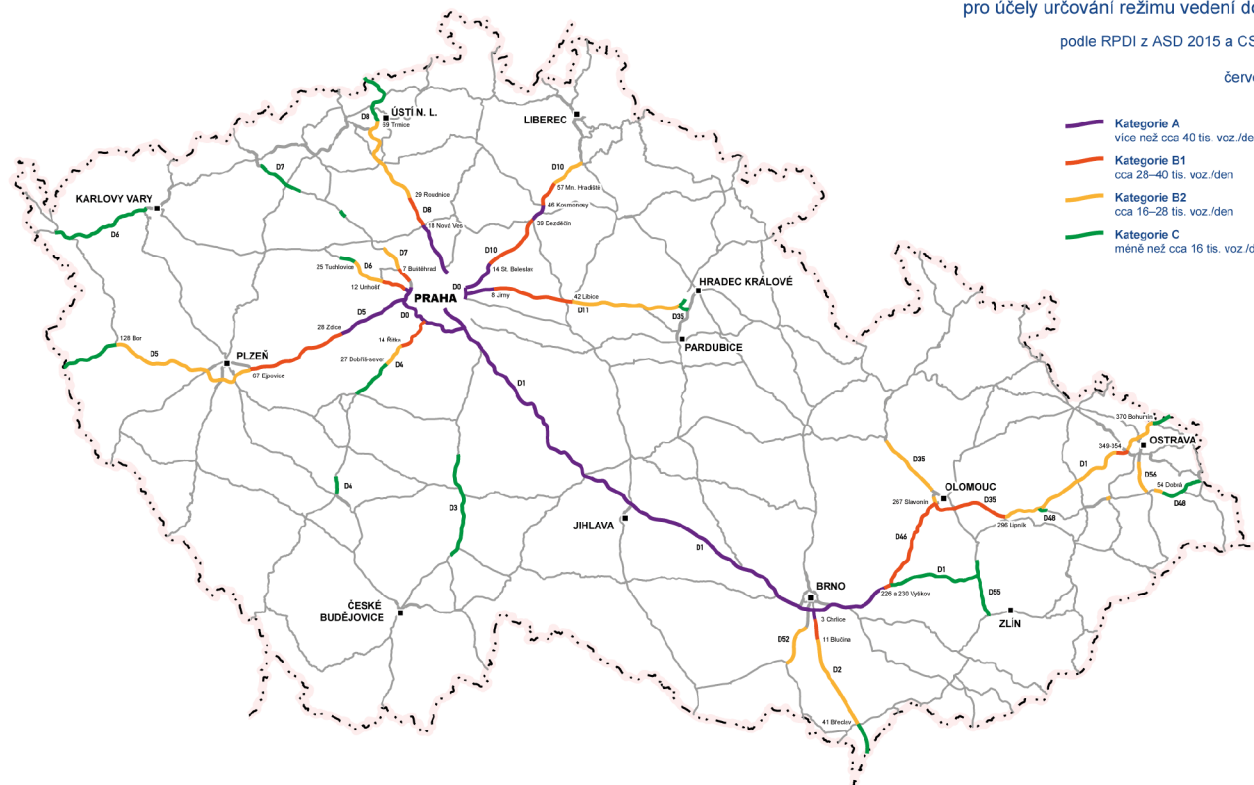 pro účely určování režimu vedení do
podle RPDI z ASD 2015 a CS
červ
Kategorie A
více než cca 40 tis. voz./de
Kategorie B1
cca 28–40 tis. voz./den
Kategorie B2
cca 16–28 tis. voz./den
Kategorie C
méně než cca 16 tis. voz./d
ÚSTÍ N. L.
D8
69 Trmice
LIBEREC
D7
D10
57 Mn. Hradiště
KARLOVY VARY
29 Roudnice
46 Kosmonosy
D8
18 Nová Ves
39 Bezděčín
D6
D7
D10
25 Tuchlovice
D6
7 Buštěhrad
14 St. Boleslav
12 Unhošť
D0
HRADEC KRÁLOVÉ
PRAHA
8 Jirny
42 Libice
D11
D35
D5
D0
28 Zdice
128 Bor
14 Řitka
PARDUBICE
D5
PLZEŇ
27 Dobříš-sever
D4
67 Ejpovice
D1
370 Bohumín
OSTRAVA
349-354
D35
D1
D56
D4
OLOMOUC
54 Dobrá
267 Slavonín
D35
D48
D3
D48
JIHLAVA
296 Lipník
D46
D1
D1
BRNO
226 a 230 Vyškov
D55
ČESKÉ
BUDĚJOVICE
3 Chrlice
ZLÍN
D52
11 Blučina
D2
41 Břeclav